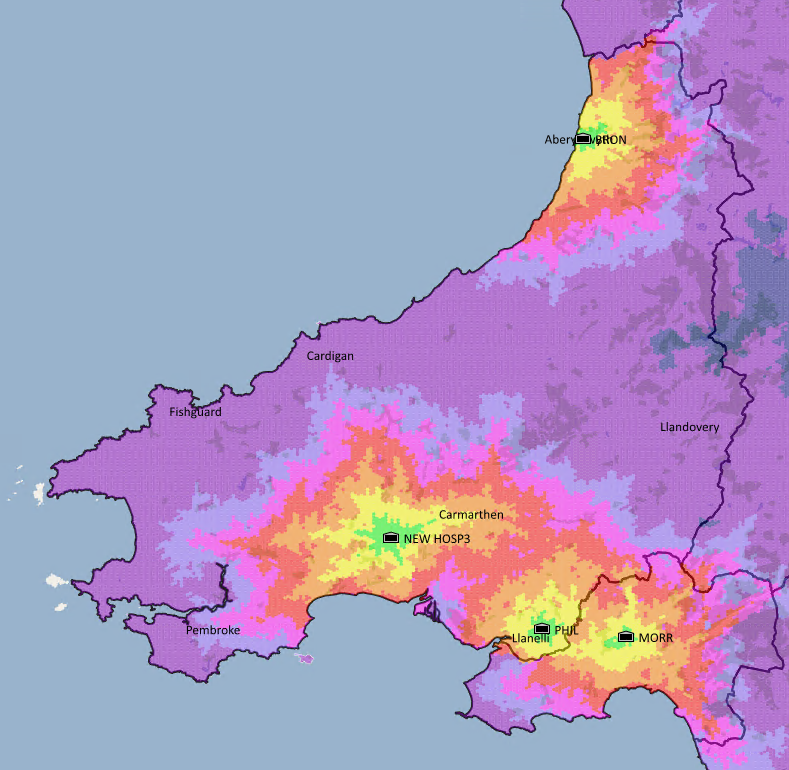 BRON
Cardigan
Fishguard
Llandovery
Carmarthen
NEW HOSP3
Pembroke
PHIL
Llanelli
MORR